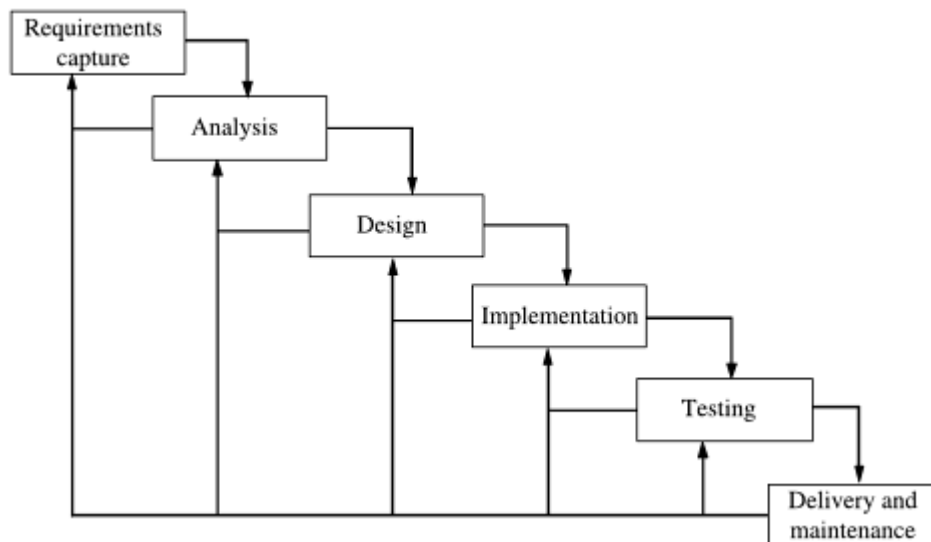 Requirements
capture
Analysis
Design
Implementation
Testing
Delivery and
maintenance